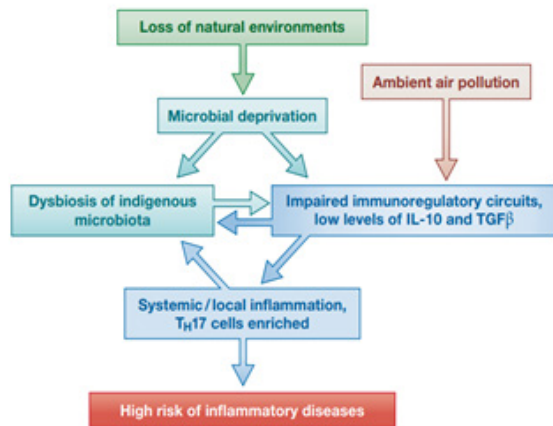 Loss of natural environments
Ambient air pollution
Microbial deprivation
Dysbiosis of indigenous
microbiota
Impaired immunoregulatory circuits,
low levels of IL-10 and TGFβ
Systemic/local inflammation,
TH17 cells enriched
High risk of inflammatory diseases